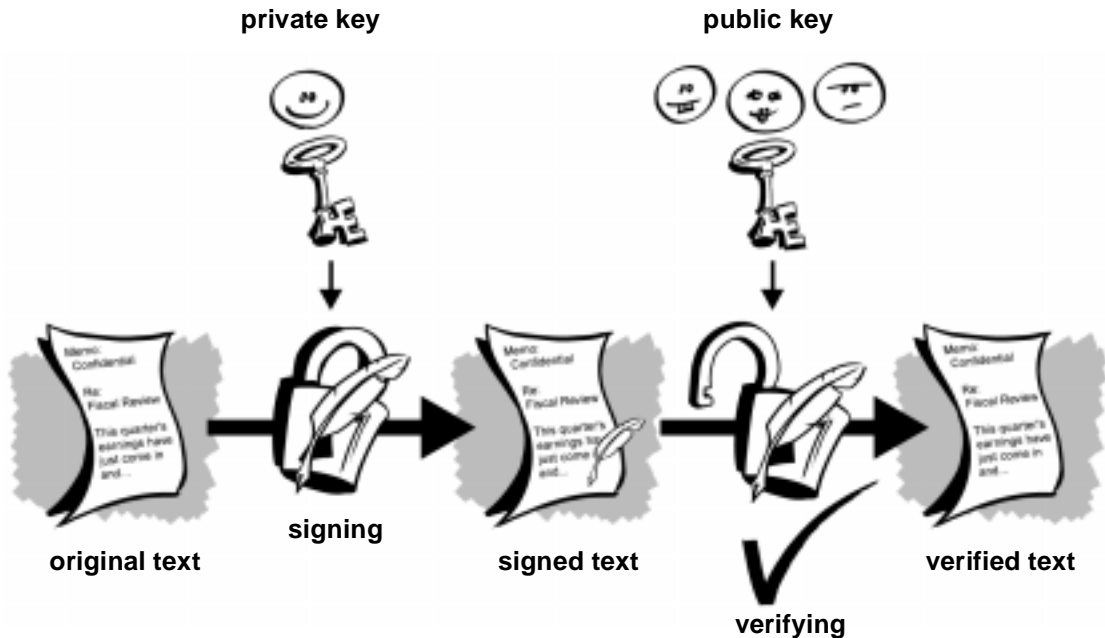 private key
public key
Memo:
Confidential
Re:
Fiscal Review
This quarter's
earnings have
just come in
and...
Memo:
Confidential
Re:
Fiscal Review
This quarter's
earnings
just come
and...
Memo:
Confidential
Re:
Fiscal Review
This quarter's
earnings have
just come in
and...
signing
original text
signed text
verified text
verifying